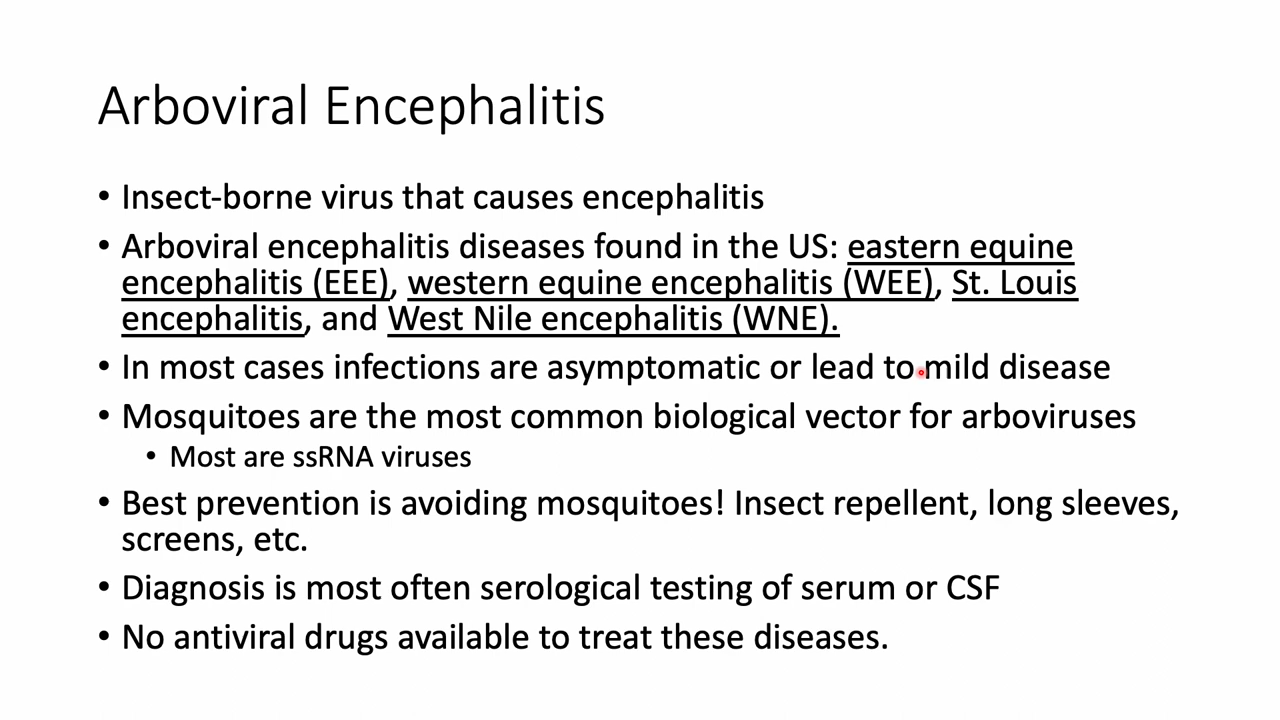 Arboviral Encephalitis
• Insect-borne virus that causes encephalitis
• Arboviral encephalitis diseases found in the US: eastern equine
encephalitis (EEE), western equine encephalitis (WEE), St. Louis
encephalitis, and West Nile encephalitis (WNE).
• In most cases infections are asymptomatic or lead to mild disease
• Mosquitoes are the most common biological vector for arboviruses
• Most are ssRNA viruses
• Best prevention is avoiding mosquitoes! Insect repellent, long sleeves,
screens, etc.
• Diagnosis is most often serological testing of serum or CSF
• No antiviral drugs available to treat these diseases.